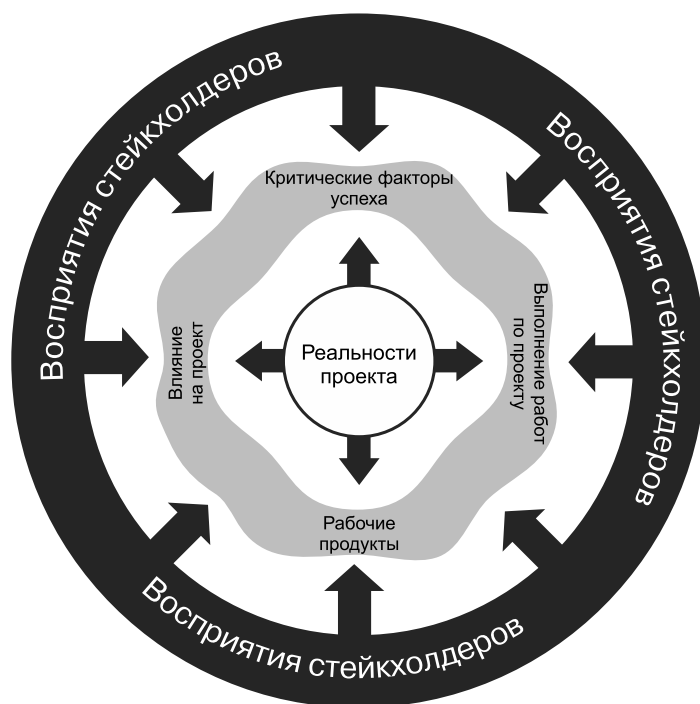 Восприятия стейкхолдеров
Восприятия стейкхолдеров
Критические факторы
успеха
Влияние
на проект
Реальности
проекта
Выполнение работ
по проекту
Рабочие
продукты
Восприятия стейкхолдеров